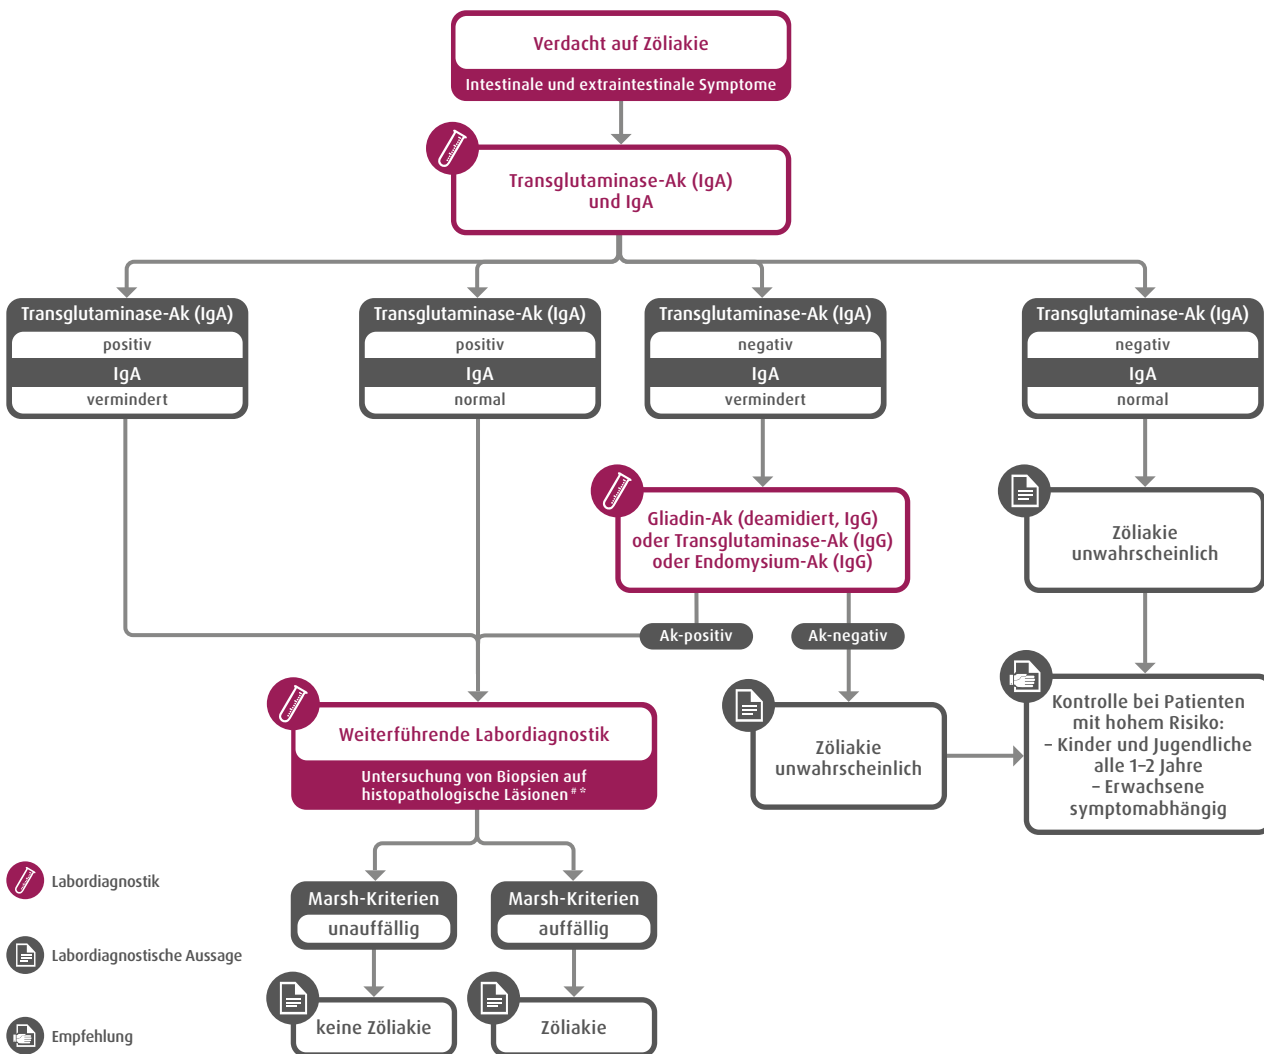 Verdacht auf Zöliakie
Intestinale und extraintestinale Symptome
Transglutaminase-Ak (IgA)
und IgA
Transglutaminase-Ak (IgA)
positiv
IgA
vermindert
Transglutaminase-Ak (IgA)
positiv
IgA
normal
Transglutaminase-Ak (IgA)
negativ
IgA
vermindert
Transglutaminase-Ak (IgA)
negativ
IgA
normal
Gliadin-Ak (deamidiert, IgG)
oder Transglutaminase-Ak (IgG)
oder Endomysium-Ak (IgG)
Zöliakie
unwahrscheinlich
Ak-positiv
Ak-negativ
Weiterführende Labordiagnostik
Untersuchung von Biopsien auf
histopathologische Läsionen # *
Zöliakie
unwahrscheinlich
Kontrolle bei Patienten
mit hohem Risiko:
– Kinder und Jugendliche
alle 1–2 Jahre
– Erwachsene
symptomabhängig
Marsh-Kriterien
unauffällig
Marsh-Kriterien
auffällig
keine Zöliakie
Zöliakie
Labordiagnostik
Labordiagnostische Aussage
Empfehlung